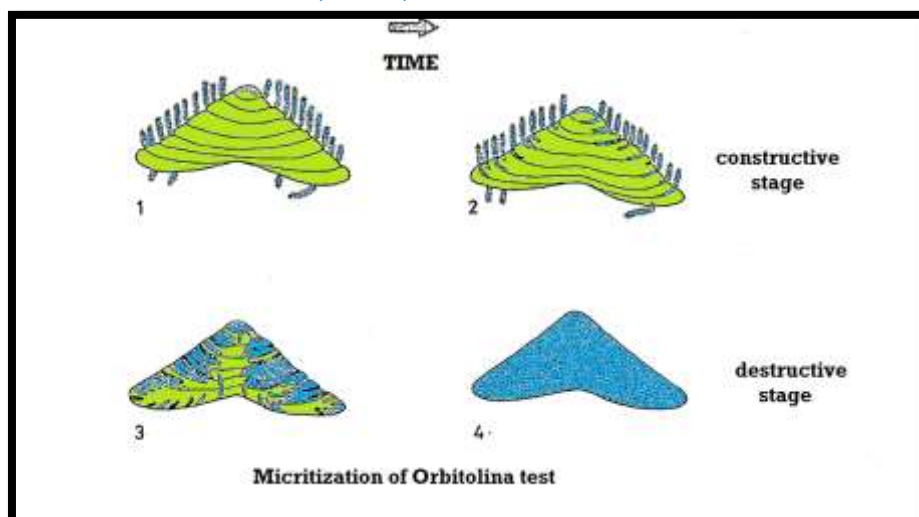 TIME
constructive
stage
1
2
destructive
stage
3
4.
Micritization of Orbitolina test